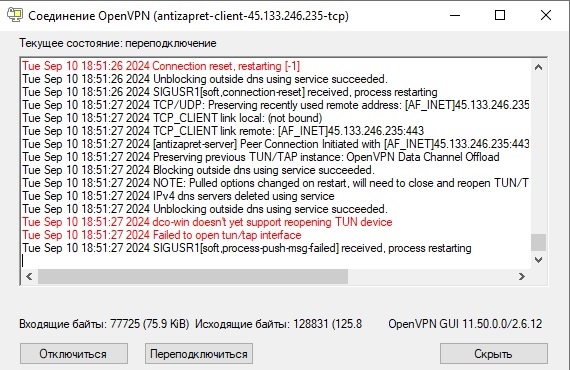 Соединение OpenVPN (antizapret-client-45.133.246.235-tcp)
Текущее состояние: переподключение
Tue Sep 10 18:51:26 2024 Connection reset, restarting [-1]
Tue Sep 10 18:51:26 2024 Unblocking outside dns using service succeeded.
Tue Sep 10 18:51:26 2024 SIGUSR1[soft,connection-reset] received, process restarting
Tue Sep 10 18:51:27 2024 TCP/UDP: Preserving recently used remote address: [AF_INET]45.133.246.235
Tue Sep 10 18:51:27 2024 TCP_CLIENT link local: (not bound)
Tue Sep 10 18:51:27 2024 TCP_CLIENT link remote: [AF_INET]45.133.246.235:443
Tue Sep 10 18:51:27 2024 [antizapret-server] Peer Connection Initiated with [AF_INET]45.133.246.235:443
Tue Sep 10 18:51:27 2024 Preserving previous TUN/TAP instance: OpenVPN Data Channel Offload
Tue Sep 10 18:51:27 2024 Blocking outside dns using service succeeded.
Tue Sep 10 18:51:27 2024 NOTE: Pulled options changed on restart, will need to close and reopen TUN/T
Tue Sep 10 18:51:27 2024 IPv4 dns servers deleted using service
Tue Sep 10 18:51:27 2024 Unblocking outside dns using service succeeded.
Tue Sep 10 18:51:27 2024 dco-win doesn't yet support reopening TUN device
Tue Sep 10 18:51:27 2024 Failed to open tun/tap interface
Tue Sep 10 18:51:27 2024 SIGUSR1[soft,process-push-msg-failed] received, process restarting
Входящие байты: 77725 (75.9 KiB) Исходящие байты: 128831 (125.8 OpenVPN GUI 11.50.0.0/2.6.12
Отключиться Переподключиться Скрыть